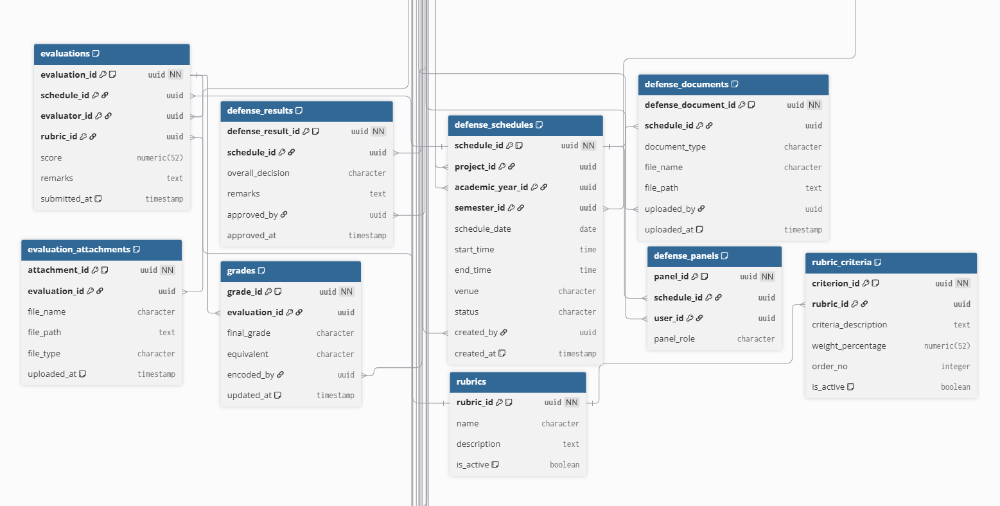 evaluations
evaluation_id uuid NN
schedule_id uuid
evaluator_id uuid
rubric_id uuid
score numeric(52)
remarks text
submitted_at timestamp
evaluation_attachments
attachment_id uuid NN
evaluation_id uuid
file_name character
file_path text
file_type character
uploaded_at timestamp
defense_results
defense_result_id uuid NN
schedule_id uuid
overall_decision character
remarks text
approved_by uuid
approved_at timestamp
grades
grade_id uuid NN
evaluation_id uuid
final_grade character
equivalent character
encoded_by uuid
updated_at timestamp
defense_schedules
schedule_id uuid NN
project_id uuid
academic_year_id uuid
semester_id uuid
schedule_date date
start_time time
end_time time
venue character
status character
created_by uuid
created_at timestamp
rubrics
rubric_id uuid NN
name character
description text
is_active boolean
defense_documents
defense_document_id uuid NN
schedule_id uuid
document_type character
file_name character
file_path text
uploaded_by uuid
uploaded_at timestamp
defense_panels
panel_id uuid NN
schedule_id uuid
user_id uuid
panel_role character
rubric_criteria
criterion_id uuid NN
rubric_id uuid
criteria_description text
weight_percentage numeric(52)
order_no integer
is_active boolean